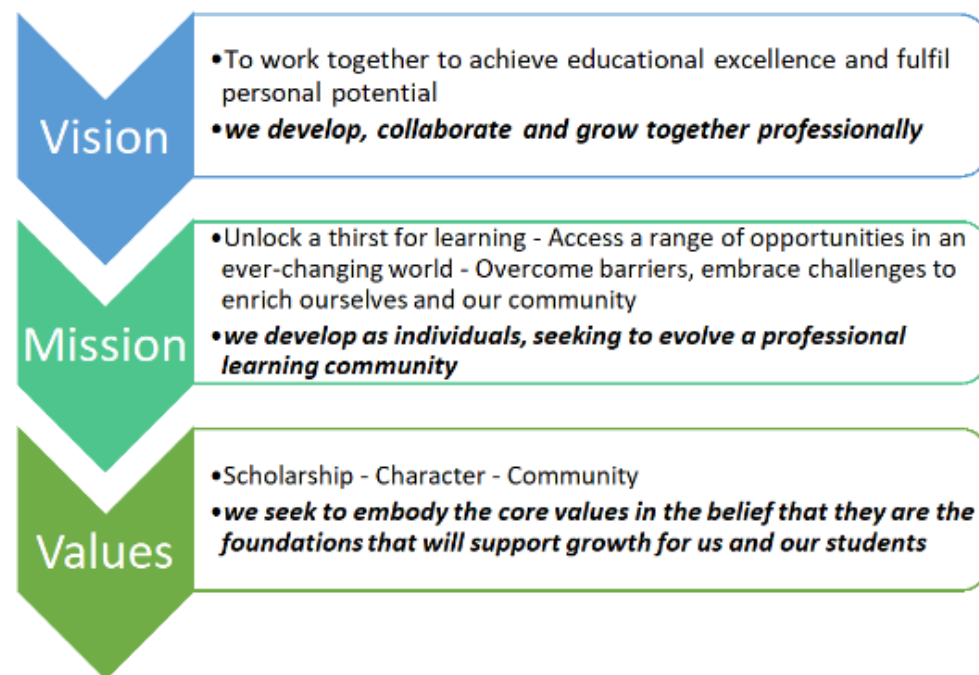 Vision
•To work together to achieve educational excellence and fulfil
personal potential
•we develop, collaborate and grow together professionally
Mission
•Unlock a thirst for learning - Access a range of opportunities in an
ever-changing world - Overcome barriers, embrace challenges to
enrich ourselves and our community
•we develop as individuals, seeking to evolve a professional
learning community
Values
•Scholarship - Character - Community
•we seek to embody the core values in the belief that they are the
foundations that will support growth for us and our students